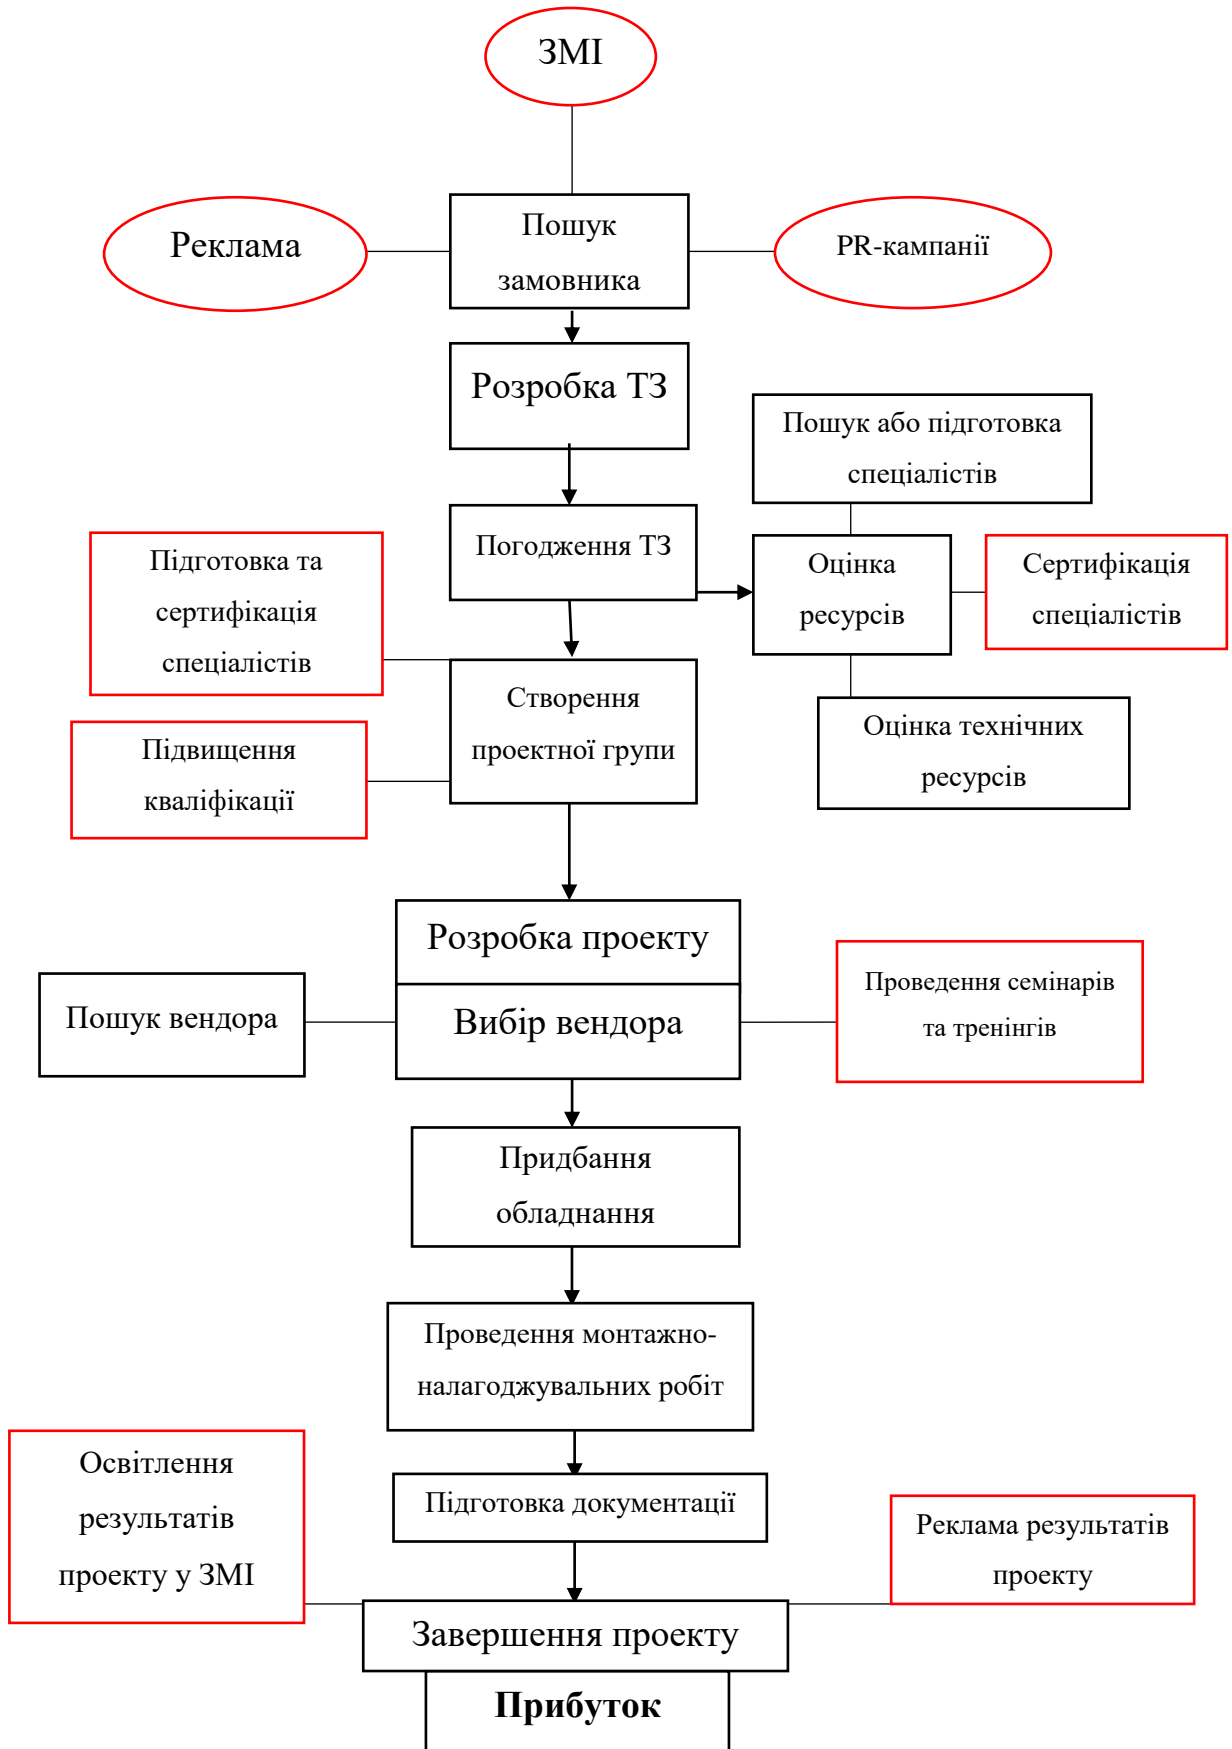 ЗМІ
Реклама
Пошук
замовника
PR-кампанії
Розробка ТЗ
Пошук або підготовка
спеціалістів
Погодження ТЗ
Підготовка та
сертифікація
спеціалістів
Оцінка
ресурсів
Сертифікація
спеціалістів
Створення
проектної групи
Підвищення
кваліфікації
Оцінка технічних
ресурсів
Розробка проекту
Пошук вендора
Вибір вендора
Проведення семінарів
та тренінгів
Придбання
обладнання
Проведення монтажно-
налагоджувальних робіт
Освітлення
результатів
проекту у ЗМІ
Підготовка документації
Реклама результатів
проекту
Завершення проекту
Прибуток